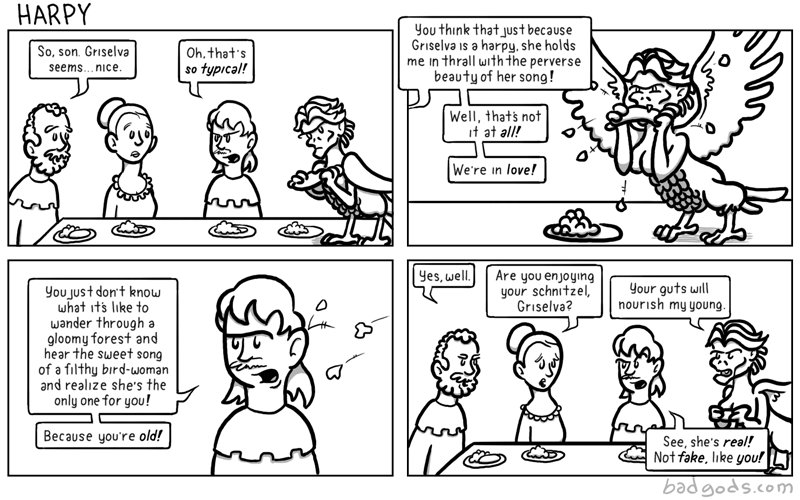 HARPY
So, son. Griselva
seems...nice.
Oh, that's
so typical!
You think that just because
Griselva is a harpy, she holds
me in thrall with the perverse
beauty of her song!
Well, that's not
it at all!
We're in love!
You just don't know
what it's like to
wander through a
gloomy forest and
hear the sweet song
of a filthy bird-woman
and realize she's the
only one for you!
Because you're old!
Yes, well.
Are you enjoying
your schnitzel,
Griselva?
Your guts will
nourish my young.
See, she's real!
Not fake, like you!
badgods.com